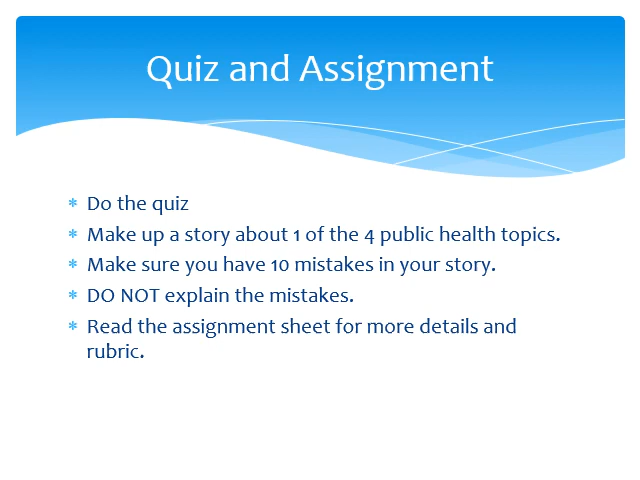 Quiz and Assignment
* Do the quiz
* Make up a story about 1 of the 4 public health topics.
* Make sure you have 10 mistakes in your story.
* DO NOT explain the mistakes.
* Read the assignment sheet for more details and
rubric.